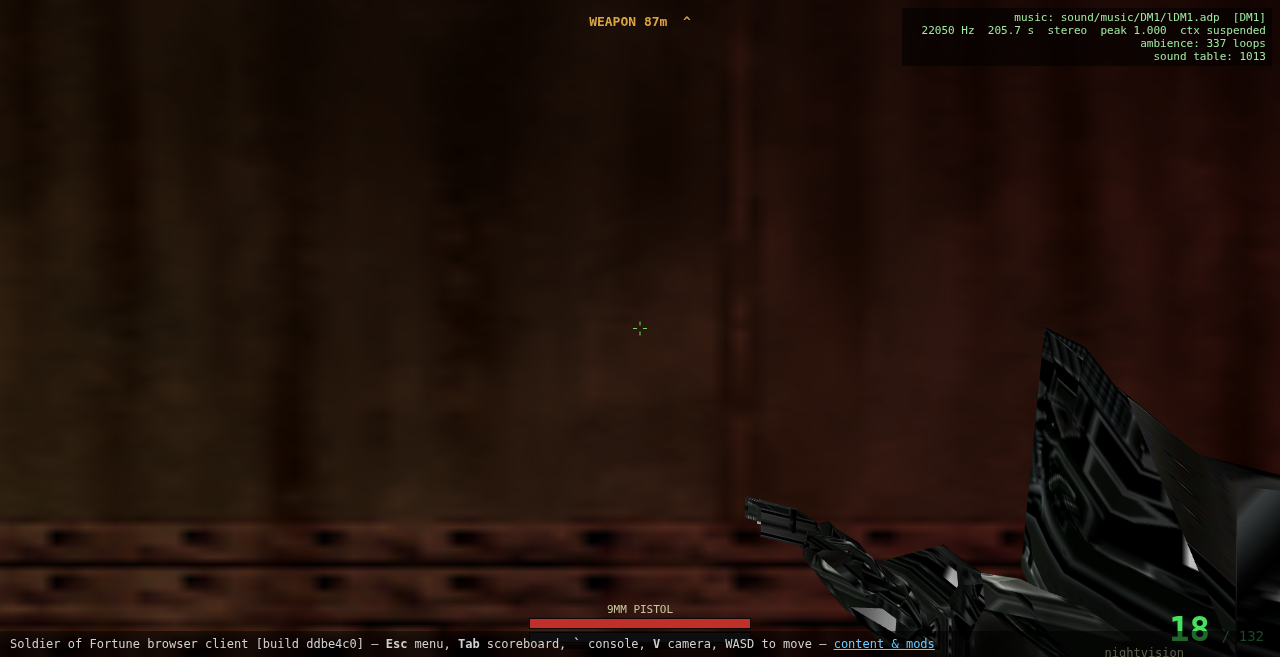 WEAPON 87m ^
music: sound/music/DM1/lDM1.adp [DM1]
22050 Hz 205.7 s stereo peak 1.000 ctx suspended
ambience: 337 loops
sound table: 1013
9MM PISTOL
18 / 132
Soldier of Fortune browser client [build ddbe4c0] — Esc menu, Tab scoreboard, ` console, V camera, WASD to move — content & mods
nightvision